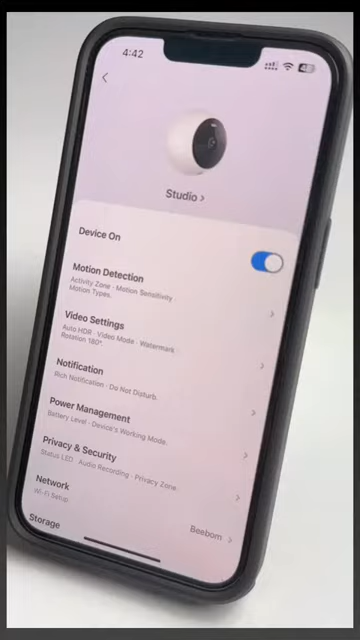 4:42
Studio >
Device On
Motion Detection
Activity Zone · Motion Sensitivity
Motion Types.
Video Settings
Auto HDR · Video Mode · Watermark ·
Rotation 180°.
Notification
Rich Notification · Do Not Disturb.
Power Management
Battery Level · Device's Working Mode.
Privacy & Security
Status LED · Audio Recording · Privacy Zone.
Network
Wi-Fi Setup
Beebom >
Storage